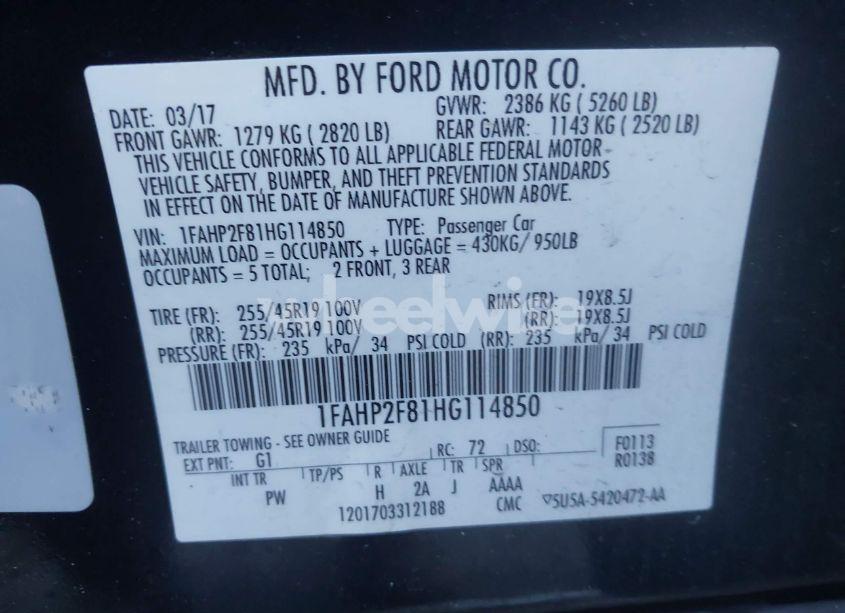 MFD. BY FORD MOTOR CO.
DATE: 03/17 GVWR: 2386 KG ( 5260 LB)
FRONT GAWR: 1279 KG ( 2820 LB) REAR GAWR: 1143 KG ( 2520 LB)
THIS VEHICLE CONFORMS TO ALL APPLICABLE FEDERAL MOTOR
VEHICLE SAFETY, BUMPER, AND THEFT PREVENTION STANDARDS
IN EFFECT ON THE DATE OF MANUFACTURE SHOWN ABOVE.
VIN: 1FAHP2F81HG114850 TYPE: Passenger Car
MAXIMUM LOAD = OCCUPANTS + LUGGAGE = 430KG/ 950LB
OCCUPANTS = 5 TOTAL; 2 FRONT, 3 REAR
TIRE (FR): 255/45R19 100V RIMS (FR): 19X8.5J
(RR): 255/45R19 100V (RR): 19X8.5J
wheelwire
PRESSURE (FR): 235 kPa/ 34 PSI COLD (RR): 235 kPa/ 34 PSI COLD
1FAHP2F81HG114850
TRAILER TOWING - SEE OWNER GUIDE
EXT PNT: G1 RC: 72 DSO: F0113
R0138
INT TR TP/PS R AXLE TR SPR
PW H 2A J AAAA
1201703312188 CMC 5U5A-5420472-AA